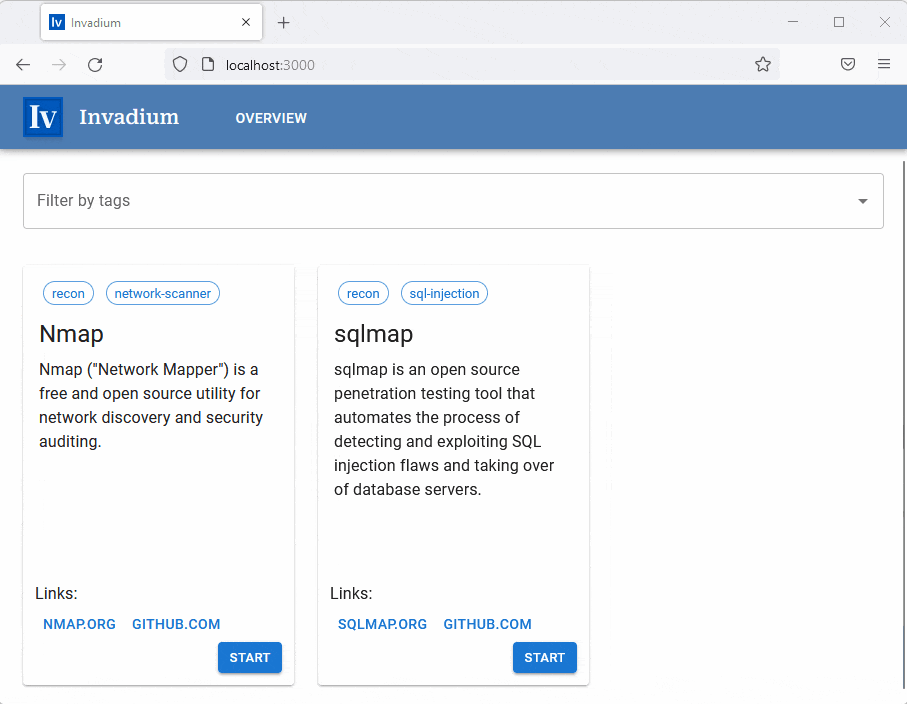 Iv Invadium
localhost:3000
Iv Invadium OVERVIEW
Filter by tags
recon network-scanner
Nmap
Nmap ("Network Mapper") is a
free and open source utility for
network discovery and security
auditing.
Links:
NMAP.ORG GITHUB.COM
START
recon sql-injection
sqlmap
sqlmap is an open source
penetration testing tool that
automates the process of
detecting and exploiting SQL
injection flaws and taking over
of database servers.
Links:
SQLMAP.ORG GITHUB.COM
START